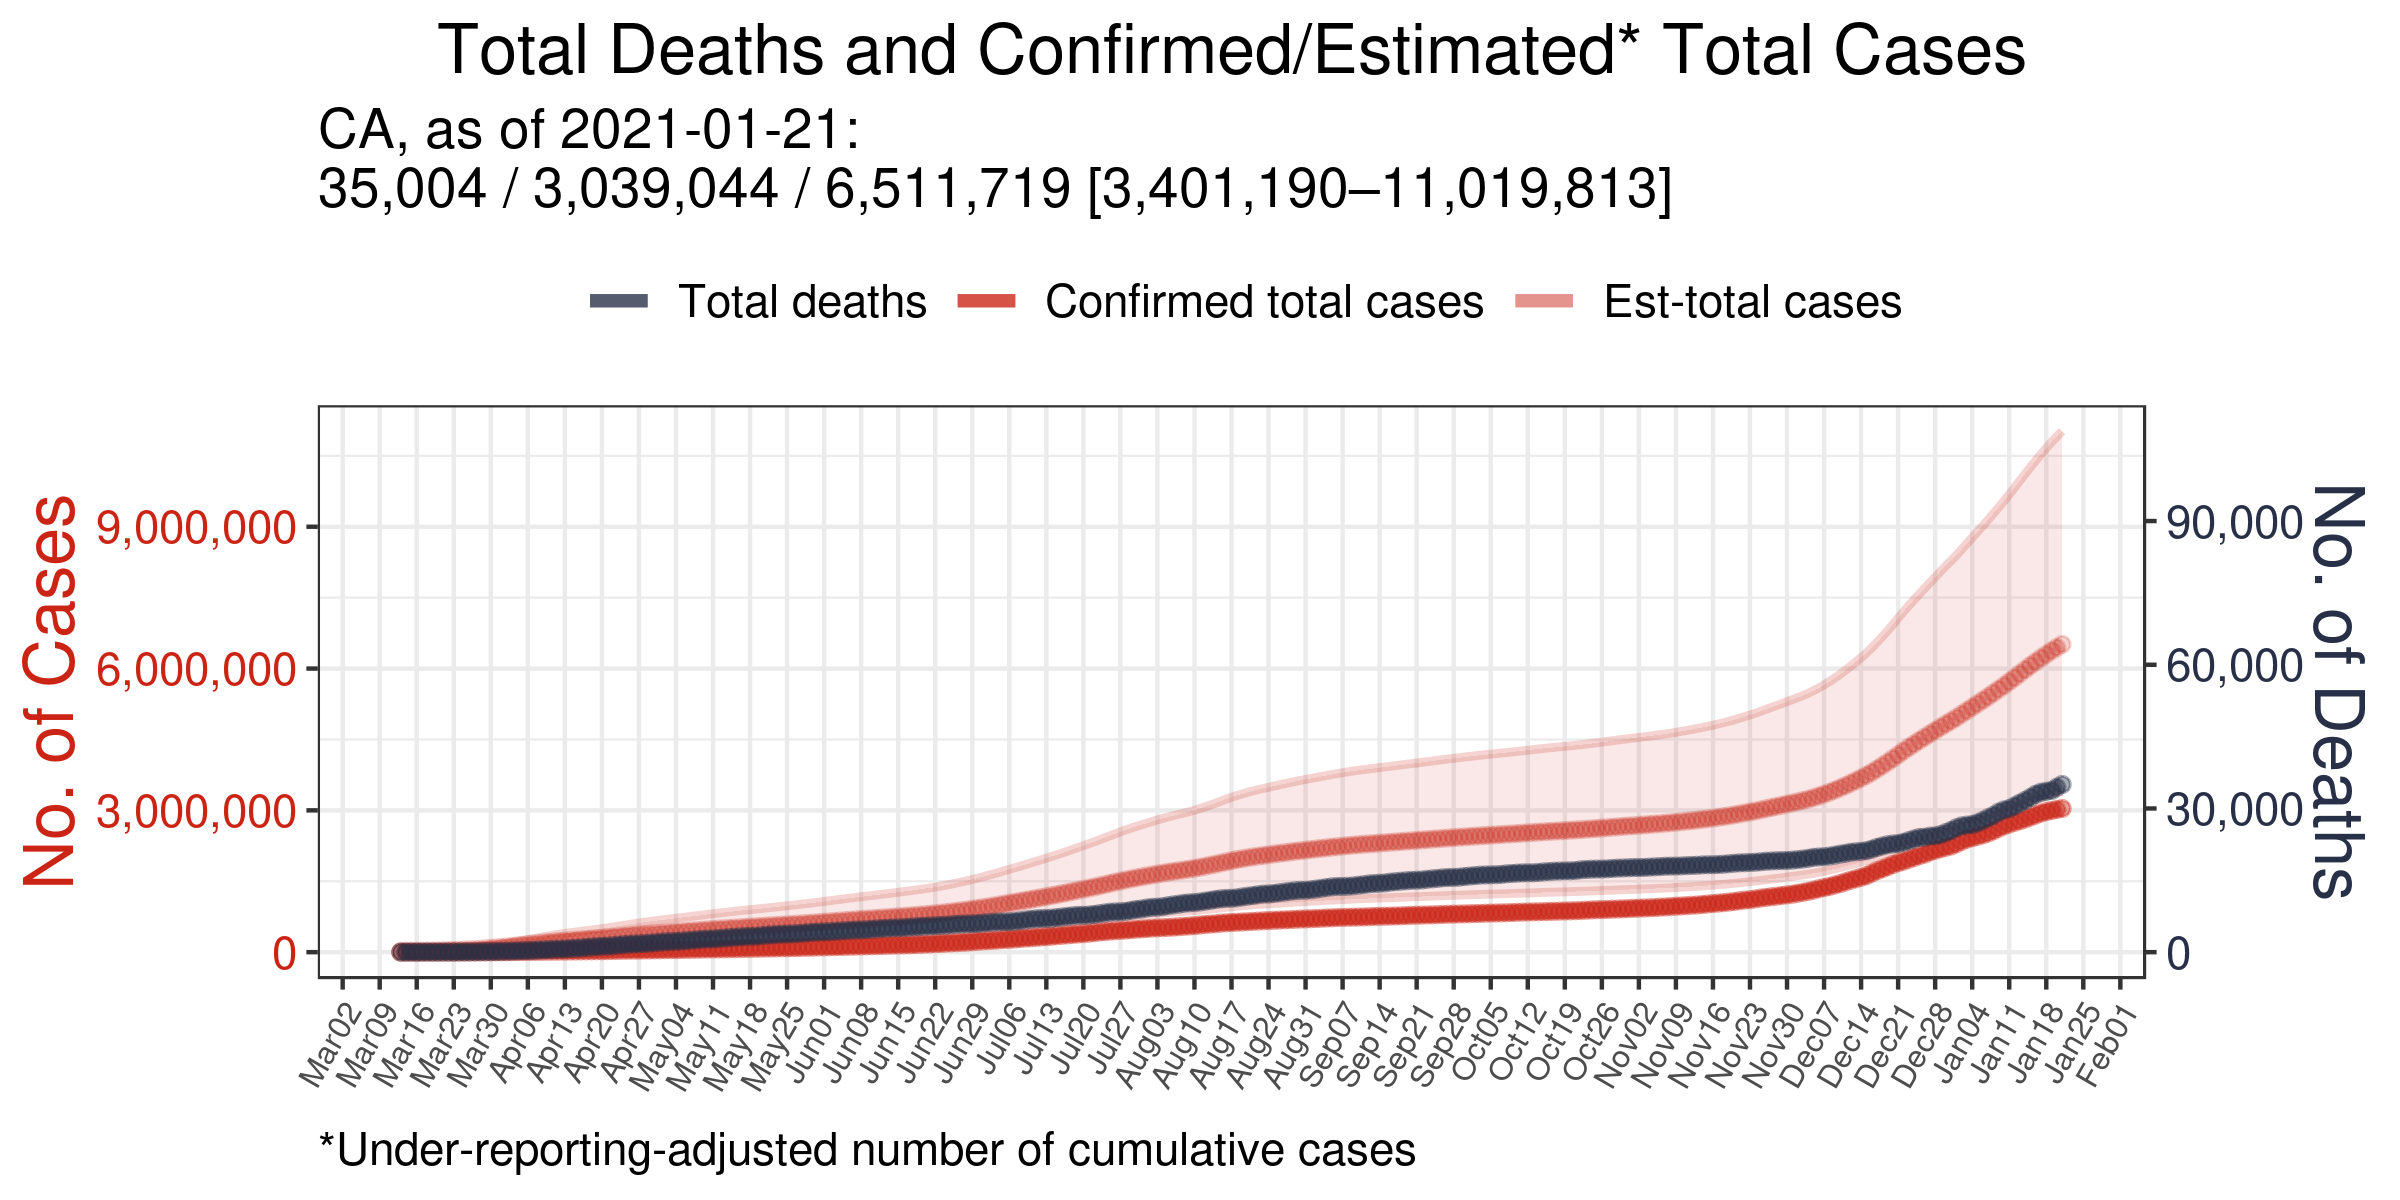 Total Deaths and Confirmed/Estimated* Total Cases
CA, as of 2021-01-21:
35,004 / 3,039,044 / 6,511,719 [3,401,190–11,019,813]
Total deaths
Confirmed total cases
Est-total cases
No. of Cases
9,000,000
6,000,000
3,000,000
0
90,000
60,000
30,000
0
No. of Deaths
Mar02
Mar09
Mar16
Mar23
Mar30
Apr06
Apr13
Apr20
Apr27
May04
May11
May18
May25
Jun01
Jun08
Jun15
Jun22
Jun29
Jul06
Jul13
Jul20
Jul27
Aug03
Aug10
Aug17
Aug24
Aug31
Sep07
Sep14
Sep21
Sep28
Oct05
Oct12
Oct19
Oct26
Nov02
Nov09
Nov16
Nov23
Nov30
Dec07
Dec14
Dec21
Dec28
Jan04
Jan11
Jan18
Jan25
Feb01
*Under-reporting-adjusted number of cumulative cases